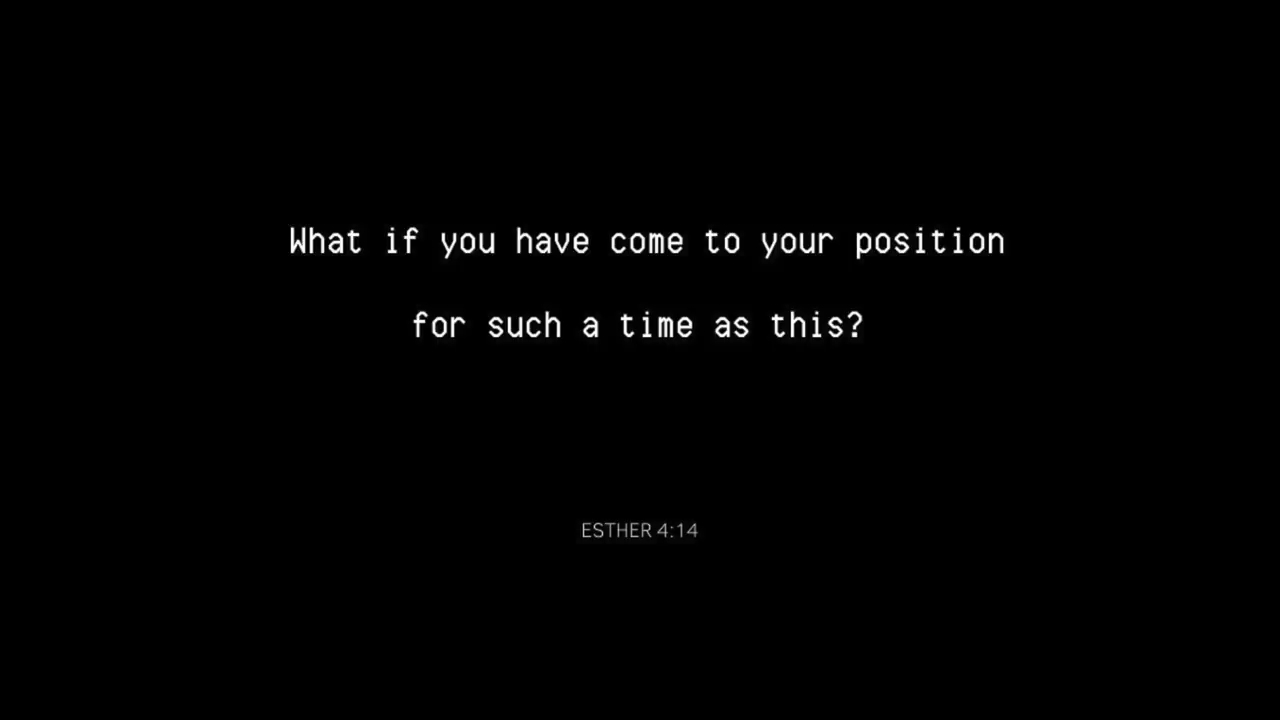 What if you have come to your position
for such a time as this?
ESTHER 4:14